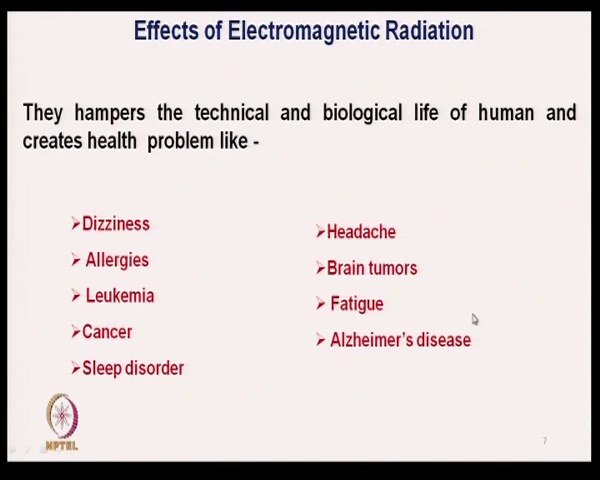 Effects of Electromagnetic Radiation
They hampers the technical and biological life of human and
creates health problem like -
Dizziness
Allergies
Leukemia
Cancer
Sleep disorder
Headache
Brain tumors
Fatigue
Alzheimer's disease
NPTEL
7